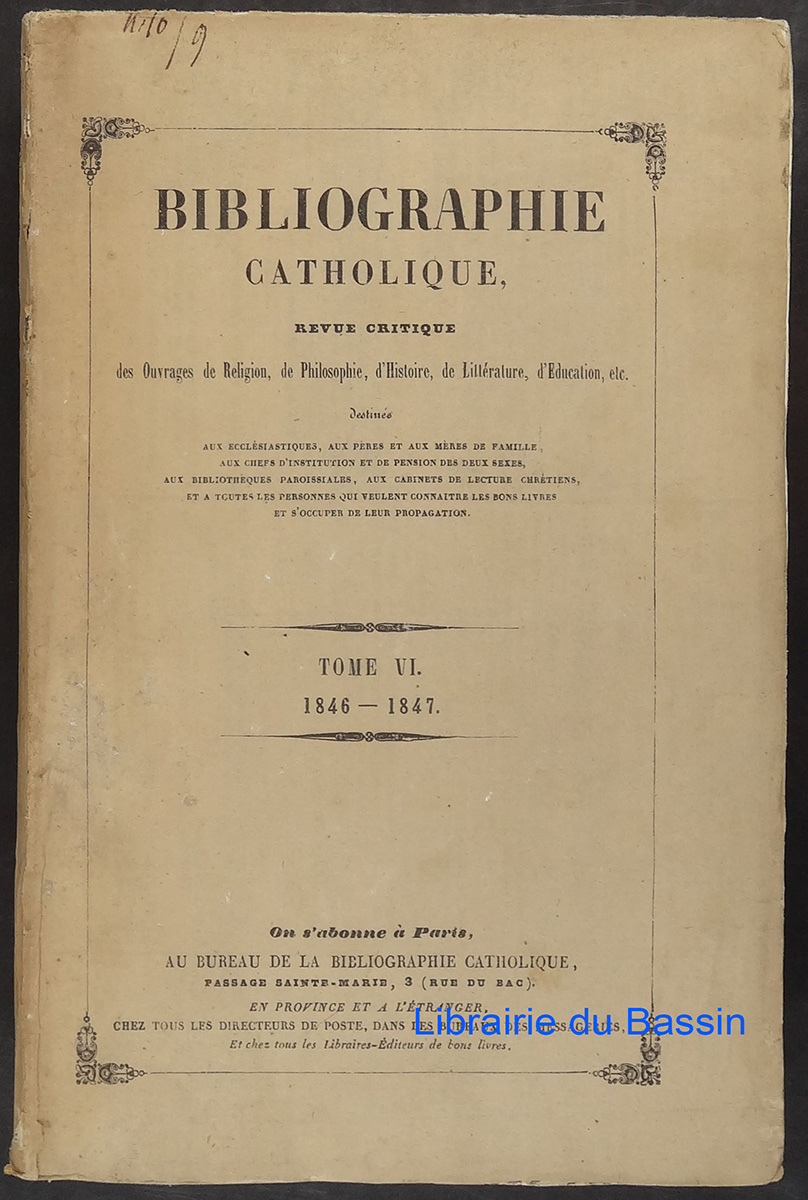 BIBLIOGRAPHIE
CATHOLIQUE,
REVUE CRITIQUE
des Ouvrages de Religion, de Philosophie, d'Histoire, de Littérature, d'Education, etc.
destinés
AUX ECCLÉSIASTIQUES, AUX PÈRES ET AUX MÈRES DE FAMILLE,
AUX CHEFS D'INSTITUTION ET DE PENSION DES DEUX SEXES,
AUX BIBLIOTHÈQUES PAROISSIALES, AUX CABINETS DE LECTURE CHRÉTIENS,
ET A TOUTES LES PERSONNES QUI VEULENT CONNAITRE LES BONS LIVRES
ET S'OCCUPER DE LEUR PROPAGATION.
TOME VI.
1846 — 1847.
On s'abonne à Paris,
AU BUREAU DE LA BIBLIOGRAPHIE CATHOLIQUE,
PASSAGE SAINTE-MARIE, 3 (RUE DU BAC).
EN PROVINCE ET A L'ÉTRANGER,
CHEZ TOUS LES DIRECTEURS DE POSTE, DANS LES BUREAUX DES MESSAGERIES,
Et chez tous les Libraires-Éditeurs de bons livres.
Librairie du Bassin